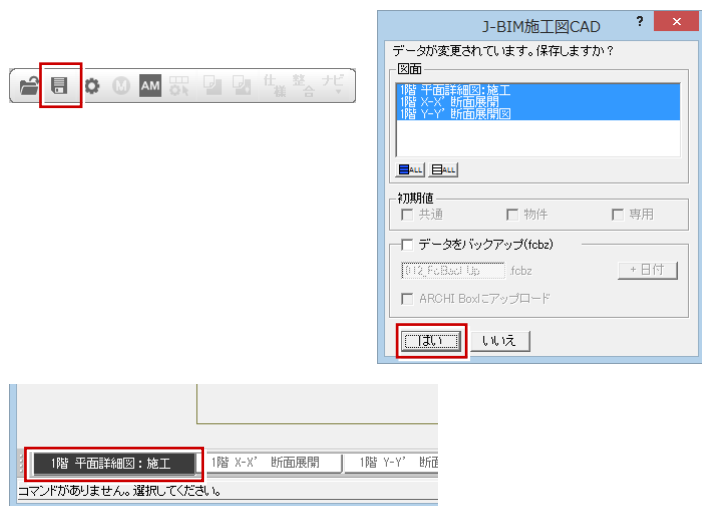 M AM 仕様 整合 ナビ
J-BIM施工図CAD ? ×
データが変更されています。保存しますか？
図面
1階 平面詳細図:施工
1階 X-X' 断面展開図
1階 Y-Y' 断面展開図
ALL ALL
初期値
共通 物件 専用
データをバックアップ(fcbz)
.fcbz +日付
ARCHI Boxにアップロード
はい いいえ
1階 平面詳細図：施工 1階 X-X' 断面展開図 1階 Y-Y' 断面
コマンドがありません。選択してください。